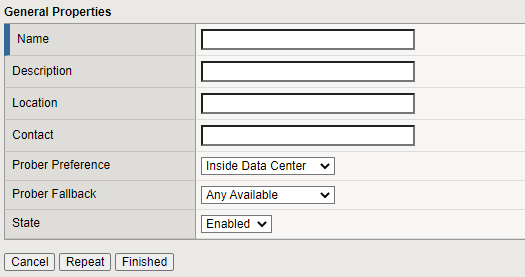 General Properties
Name
Description
Location
Contact
Prober Preference Inside Data Center
Prober Fallback Any Available
State Enabled
Cancel Repeat Finished